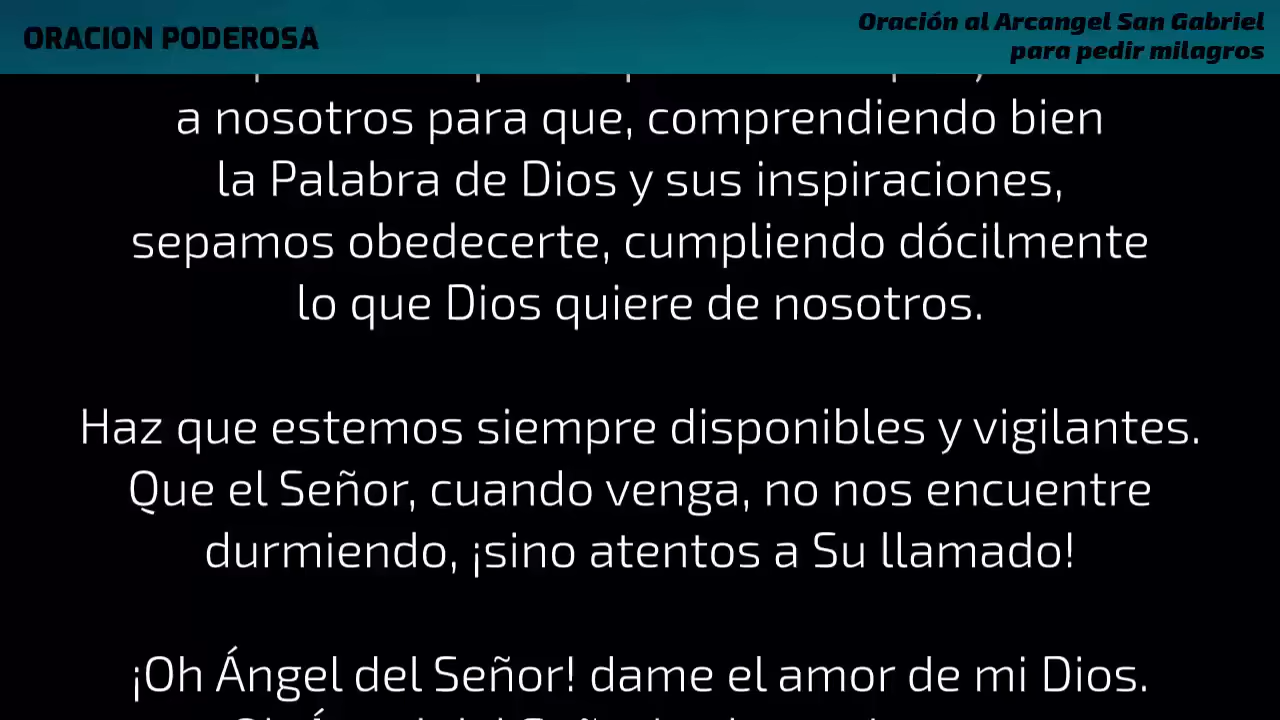 ORACION PODEROSA
Oración al Arcangel San Gabriel
para pedir milagros
a nosotros para que, comprendiendo bien
la Palabra de Dios y sus inspiraciones,
sepamos obedecerte, cumpliendo dócilmente
lo que Dios quiere de nosotros.
Haz que estemos siempre disponibles y vigilantes.
Que el Señor, cuando venga, no nos encuentre
durmiendo, ¡sino atentos a Su llamado!
¡Oh Ángel del Señor! dame el amor de mi Dios.